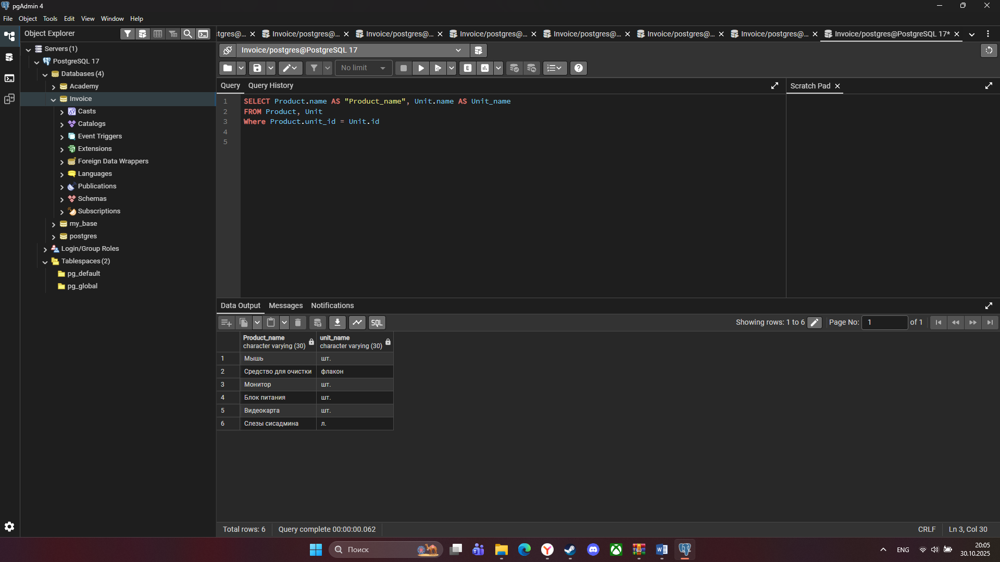 pgAdmin 4
File Object Tools Edit View Window Help
Object Explorer
stgres@...
Invoice/postgres@...
Invoice/postgres@...
Invoice/postgres@...
Invoice/postgres@...
Invoice/postgres@...
Invoice/postgres@...
Invoice/postgres@PostgreSQL 17*
Servers (1)
PostgreSQL 17
Databases (4)
Academy
Invoice
Casts
Catalogs
Event Triggers
Extensions
Foreign Data Wrappers
Languages
Publications
Schemas
Subscriptions
my_base
postgres
Login/Group Roles
Tablespaces (2)
pg_default
pg_global
Invoice/postgres@PostgreSQL 17
No limit
E
Query Query History
Scratch Pad
1 SELECT Product.name AS "Product_name", Unit.name AS Unit_name
2 FROM Product, Unit
3 Where Product.unit_id = Unit.id
4
5
Data Output Messages Notifications
SQL
Showing rows: 1 to 6
Page No: 1 of 1
Product_name
character varying (30)
unit_name
character varying (30)
1 Мышь шт.
2 Средство для очистки флакон
3 Монитор шт.
4 Блок питания шт.
5 Видеокарта шт.
6 Слезы сисадмина л.
Total rows: 6
Query complete 00:00:00.062
CRLF
Ln 3, Col 30
Поиск
ENG
20:05
30.10.2025